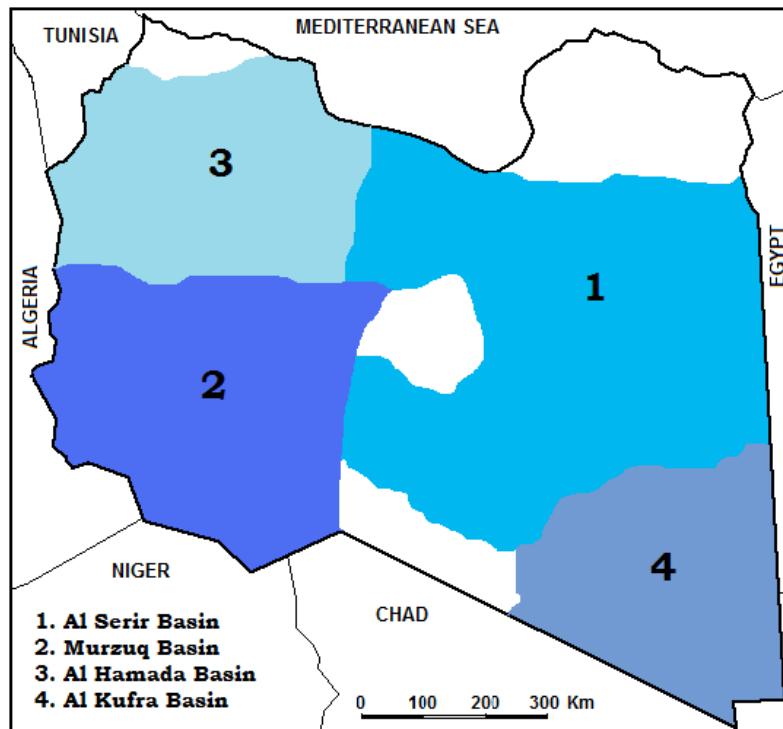 MEDITERRANEAN SEA
TUNISIA
3
EGYPT
1
ALGERIA
2
4
NIGER
CHAD
1. Al Serir Basin
2. Murzuq Basin
3. Al Hamada Basin
4. Al Kufra Basin
0 100 200 300 Km